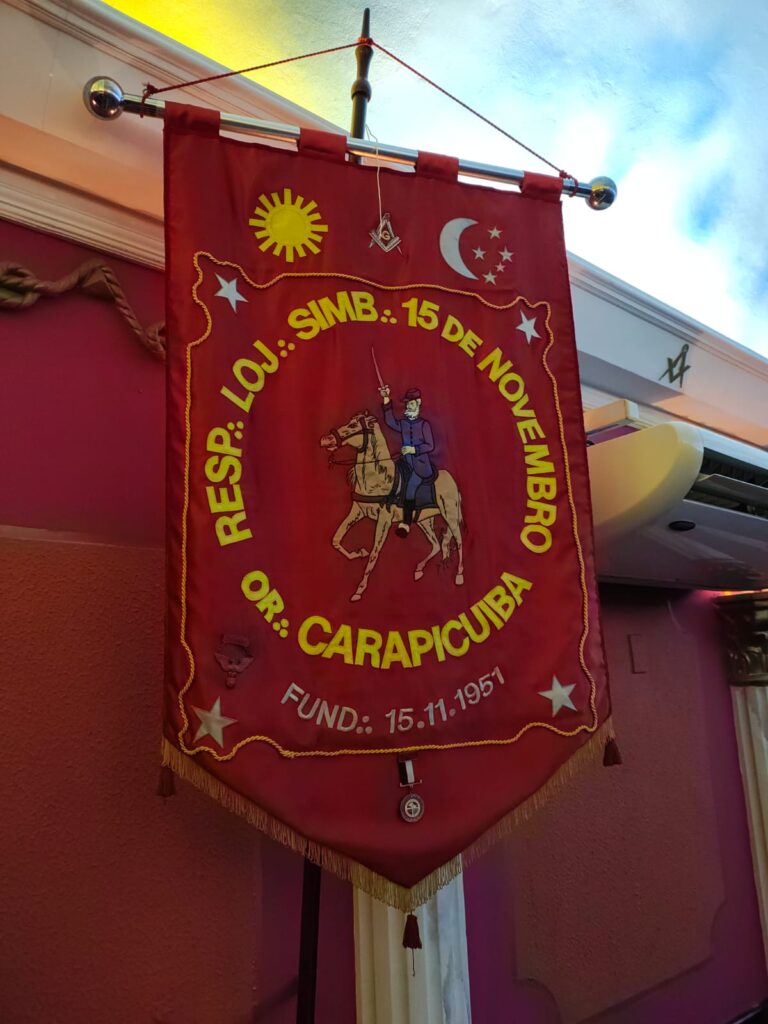 G
RESP.: LOJ.: SIMB.: 15 DE NOVEMBRO
OR.: CARAPICUIBA
FUND.: 15.11.1951